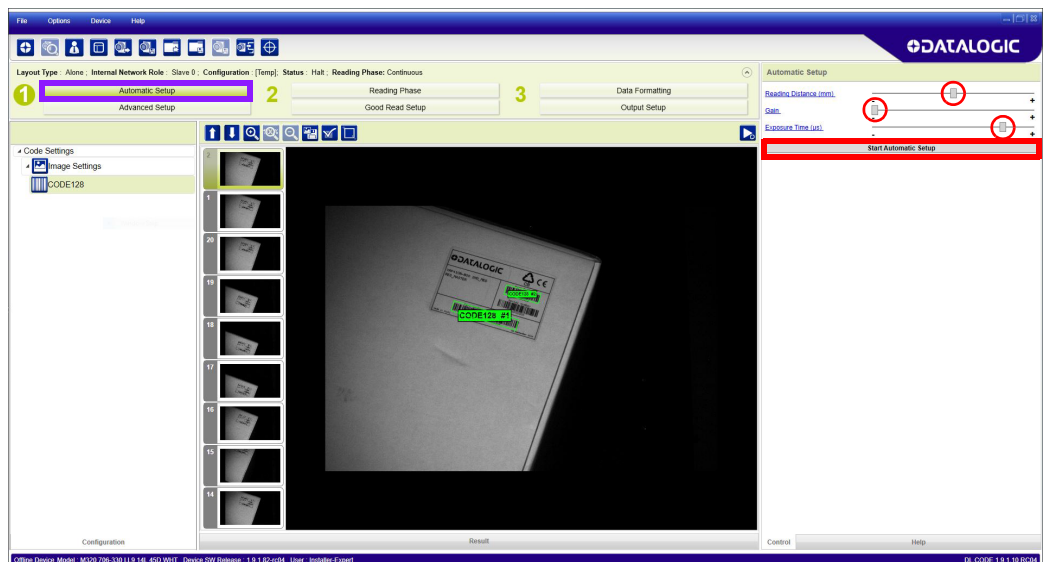 File Options Device Help
DATALOGIC
Layout Type : Alone ; Internal Network Role : Slave 0 ; Configuration : [Temp]; Status : Halt ; Reading Phase: Continuous
1 Automatic Setup 2 Reading Phase 3 Data Formatting
Advanced Setup Good Read Setup Output Setup
Automatic Setup
Reading Distance (mm)
- +
Gain
- +
Exposure Time (us)
- +
Start Automatic Setup
Code Settings
Image Settings
CODE128
2
1
20
19
18
17
16
15
14
DATALOGIC
CE
CODE128 #2
CODE128 #1
Configuration
Result
Control Help
Offline Device Model : M320 706-330 LL9 14L 45D WHT Device SW Release : 1.9.1.82-rc04 User : Installer-Expert
DL.CODE 1.9.1.10 RC04